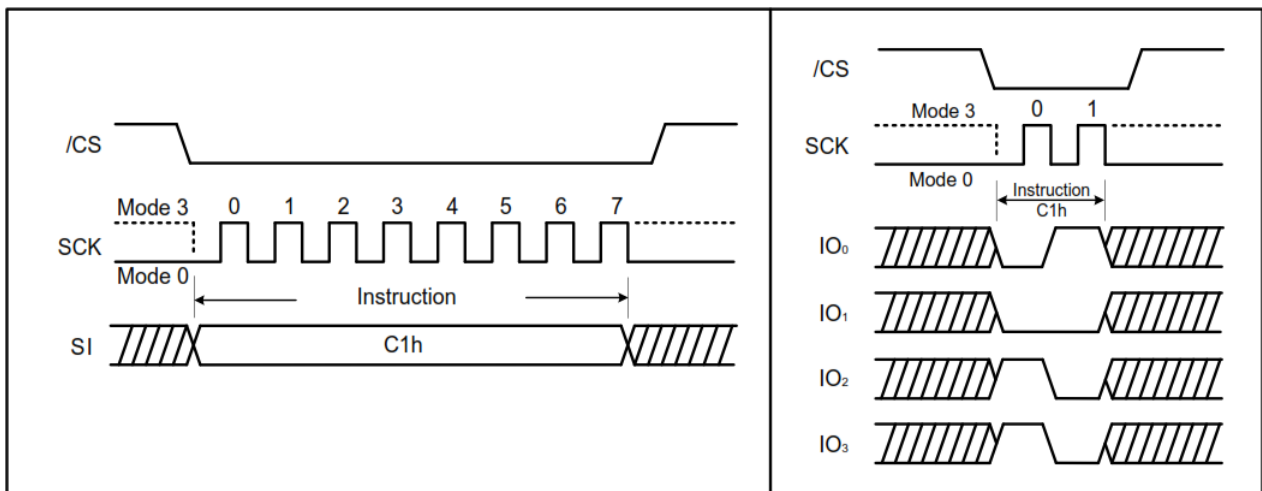 /CS
Mode 3 0 1 2 3 4 5 6 7
SCK
Mode 0
Instruction
SI C1h
/CS
Mode 3 0 1
SCK
Mode 0
Instruction
C1h
IO₀
IO₁
IO₂
IO₃